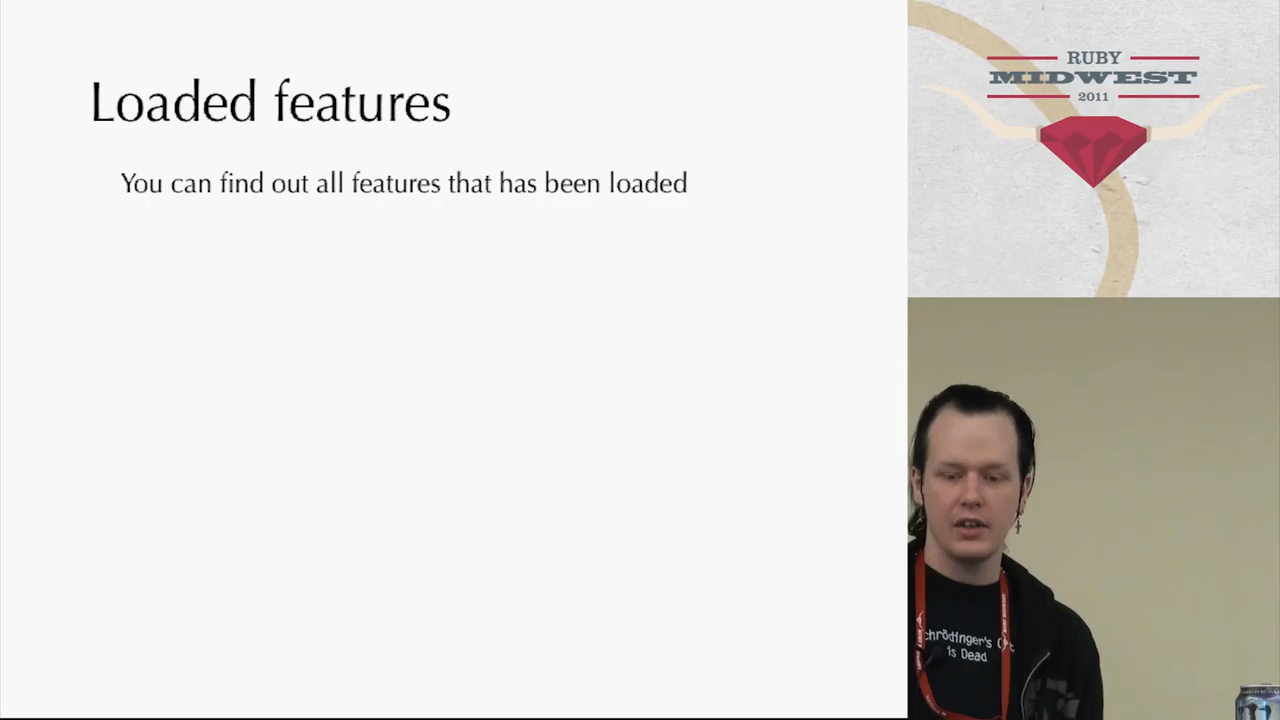 Loaded features
You can find out all features that has been loaded
RUBY
MIDWEST
2011
is Dead